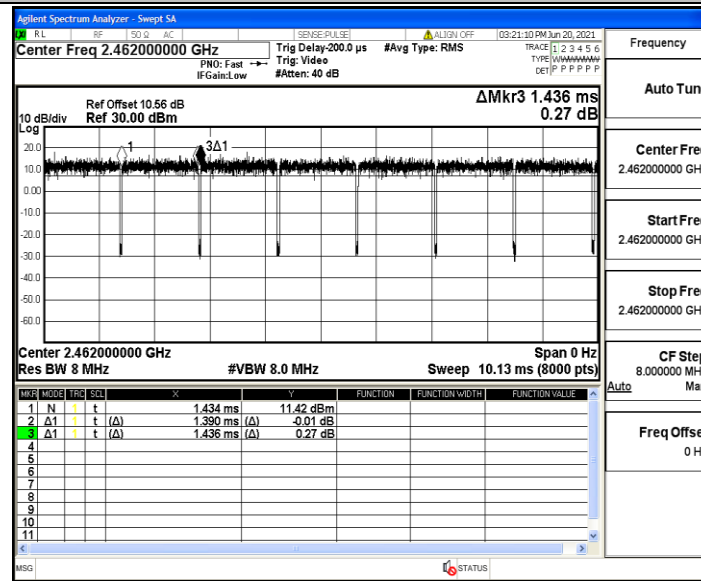 Agilent Spectrum Analyzer - Swept SA
RL RF 50 Ω AC SENSE:PULSE ALIGN OFF 03:21:10 PM Jun 20, 2021
Center Freq 2.462000000 GHz
PNO: Fast
IFGain:Low
Trig Delay-200.0 µs
Trig: Video
#Atten: 40 dB
#Avg Type: RMS
TRACE 1 2 3 4 5 6
TYPE WWWWWW
DET P P P P P P
Ref Offset 10.56 dB
Ref 30.00 dBm
10 dB/div
Log
ΔMkr3 1.436 ms
0.27 dB
1
3Δ1
20.0
10.0
0.00
-10.0
-20.0
-30.0
-40.0
-50.0
-60.0
Center 2.462000000 GHz Span 0 Hz
Res BW 8 MHz #VBW 8.0 MHz Sweep 10.13 ms (8000 pts)
MKR MODE TRC SCL X Y FUNCTION FUNCTION WIDTH FUNCTION VALUE
1 N 1 t 1.434 ms 11.42 dBm
2 Δ1 1 t (Δ) 1.390 ms (Δ) -0.01 dB
3 Δ1 1 t (Δ) 1.436 ms (Δ) 0.27 dB
4
5
6
7
8
9
10
11
MSG STATUS
Frequency
Auto Tun
Center Fre
2.462000000 GH
Start Fre
2.462000000 GH
Stop Fre
2.462000000 GH
CF Ste
8.000000 MH
Auto Ma
Freq Offse
0 H